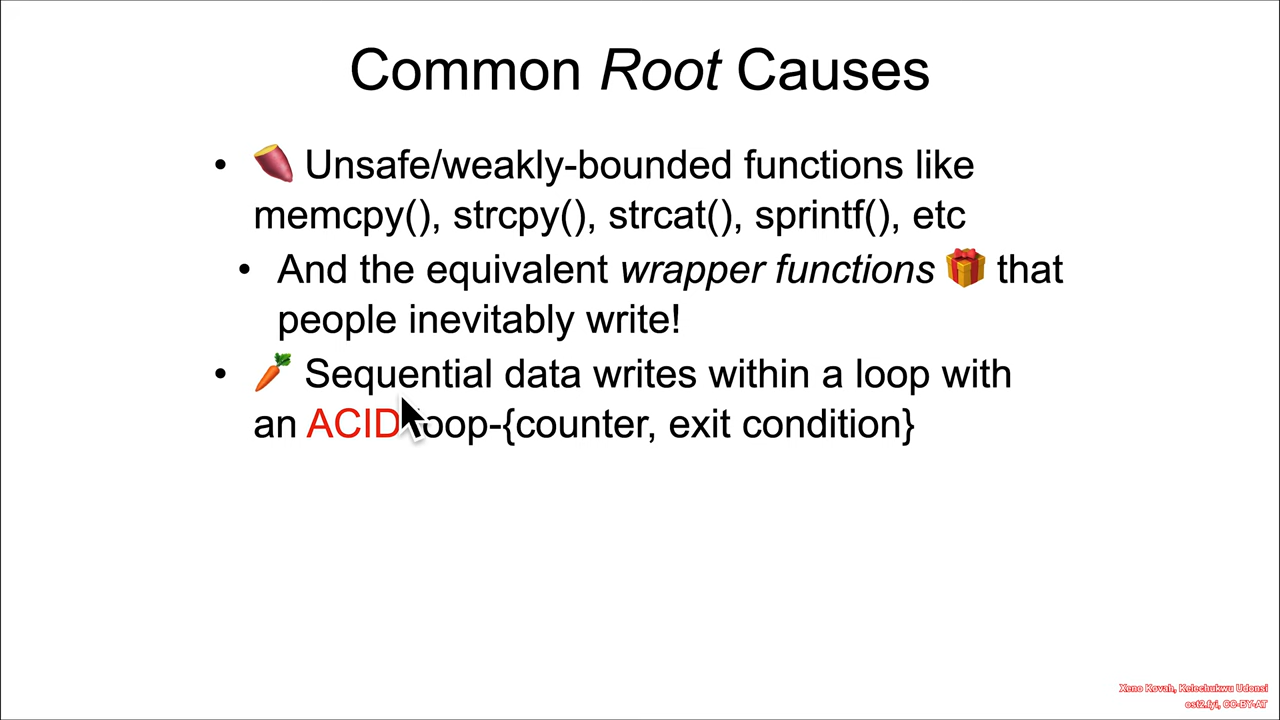 Common Root Causes
• 🍠 Unsafe/weakly-bounded functions like
memcpy(), strcpy(), strcat(), sprintf(), etc
• And the equivalent wrapper functions 🎁 that
people inevitably write!
• 🥕 Sequential data writes within a loop with
an ACID loop-{counter, exit condition}
Xeno Kovah, Kelechukwu Udonsi
ost2.fyi, CC-BY-AT